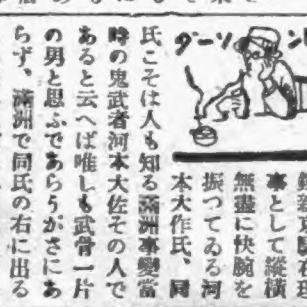 ダーソ
事として縦横
無盡に快腕を
振つてゐる河
本大作氏、
氏こそは人も知る滿洲事變當
時の鬼武者河本大佐その人で
あると云へば唯しも武骨一片
の男と思ふであらうがさにあ
らず、滿洲で同氏の右に出る